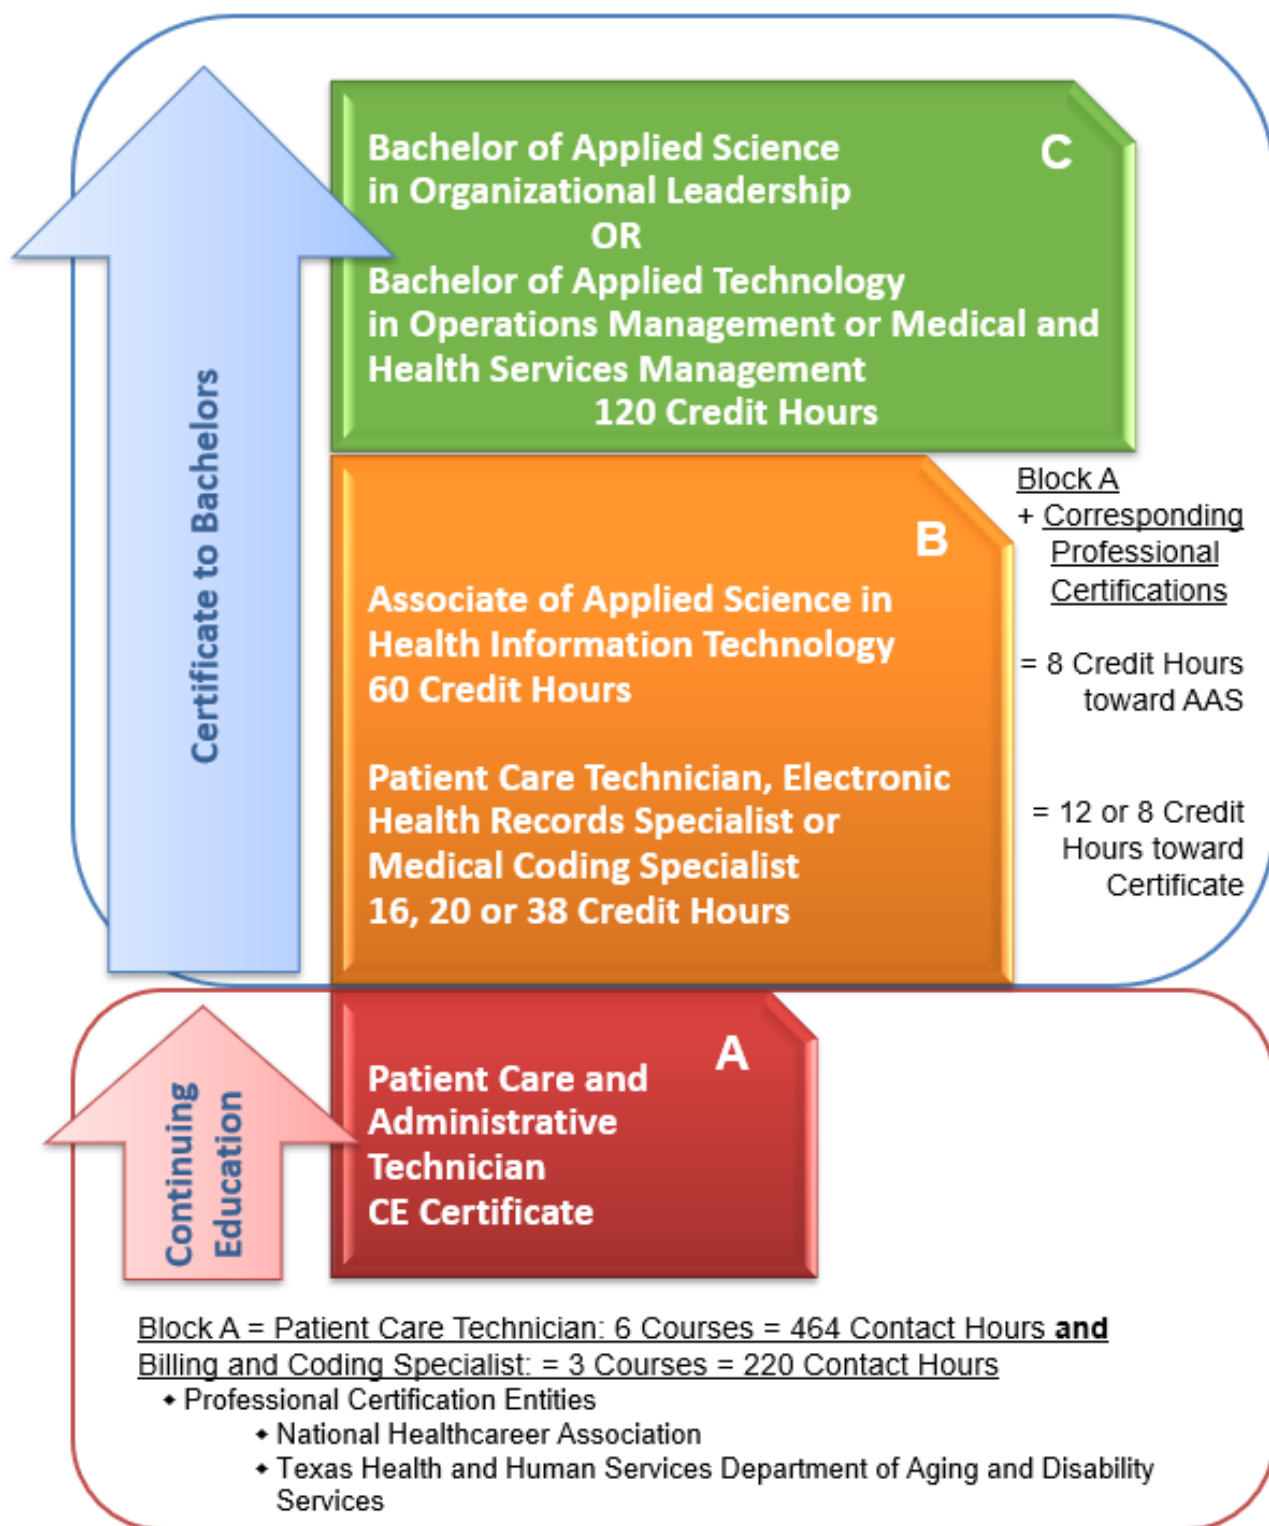 Bachelor of Applied Science
in Organizational Leadership
OR
Bachelor of Applied Technology
in Operations Management or Medical and
Health Services Management
120 Credit Hours
C
Certificate to Bachelors
B
Associate of Applied Science in
Health Information Technology
60 Credit Hours
Patient Care Technician, Electronic
Health Records Specialist or
Medical Coding Specialist
16, 20 or 38 Credit Hours
Block A
+ Corresponding
Professional
Certifications
= 8 Credit Hours
toward AAS
= 12 or 8 Credit
Hours toward
Certificate
Continuing
Education
A
Patient Care and
Administrative
Technician
CE Certificate
Block A = Patient Care Technician: 6 Courses = 464 Contact Hours and
Billing and Coding Specialist: = 3 Courses = 220 Contact Hours
◆ Professional Certification Entities
◆ National Healthcareer Association
◆ Texas Health and Human Services Department of Aging and Disability
Services